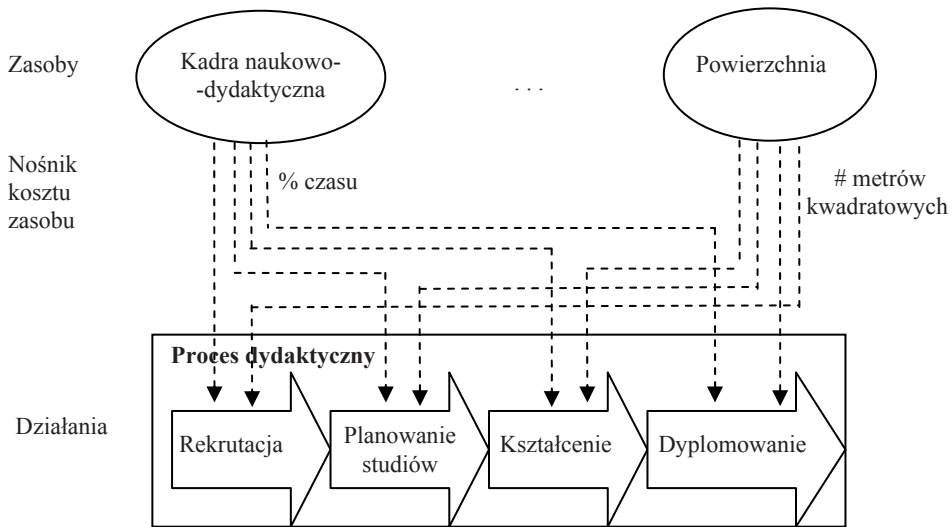 Zasoby
Kadra naukowo-
-dydaktyczna
. . .
Powierzchnia
Nośnik
kosztu
zasobu
% czasu
# metrów
kwadratowych
Proces dydaktyczny
Działania
Rekrutacja
Planowanie
studiów
Kształcenie
Dyplomowanie